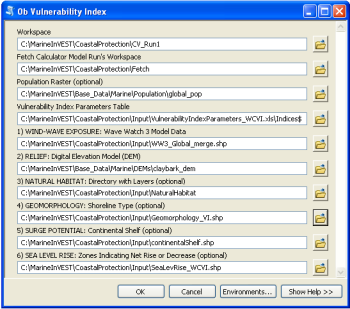 Ob Vulnerability Index
Workspace
C:\MarineInVEST\CoastalProtection\CV_Run1
Fetch Calculator Model Run's Workspace
C:\MarineInVEST\CoastalProtection\Fetch
Population Raster (optional)
C:\MarineInVEST\Base_Data\Marine\Population\global_pop
Vulnerability Index Parameters Table
C:\MarineInVEST\CoastalProtection\Input\VulnerabilityIndexParameters_WCVI.xls\Indices$
1) WIND-WAVE EXPOSURE: Wave Watch 3 Model Data
C:\MarineInVEST\CoastalProtection\Input\WW3_Global_merge.shp
2) RELIEF: Digital Elevation Model (DEM)
C:\MarineInVEST\Base_Data\Marine\DEMs\claybark_dem
3) NATURAL HABITAT: Directory with Layers (optional)
C:\MarineInVEST\CoastalProtection\Input\NaturalHabitat
4) GEOMORPHOLOGY: Shoreline Type (optional)
C:\MarineInVEST\CoastalProtection\Input\Geomorphology_VI.shp
5) SURGE POTENTIAL: Continental Shelf (optional)
C:\MarineInVEST\CoastalProtection\Input\continentalShelf.shp
6) SEA LEVEL RISE: Zones Indicating Net Rise or Decrease (optional)
C:\MarineInVEST\CoastalProtection\Input\SeaLevRise_WCVI.shp
OK Cancel Environments... Show Help >>